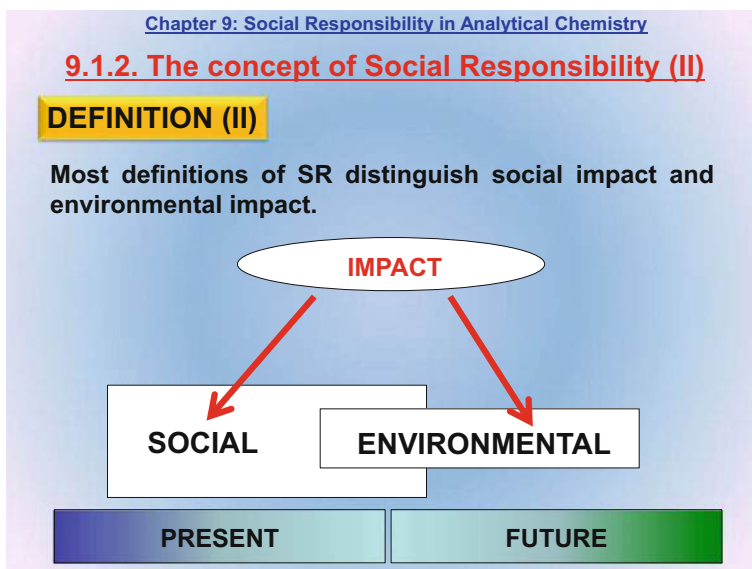 Chapter 9: Social Responsibility in Analytical Chemistry
9.1.2. The concept of Social Responsibility (II)
DEFINITION (II)
Most definitions of SR distinguish social impact and
environmental impact.
IMPACT
SOCIAL
ENVIRONMENTAL
PRESENT
FUTURE